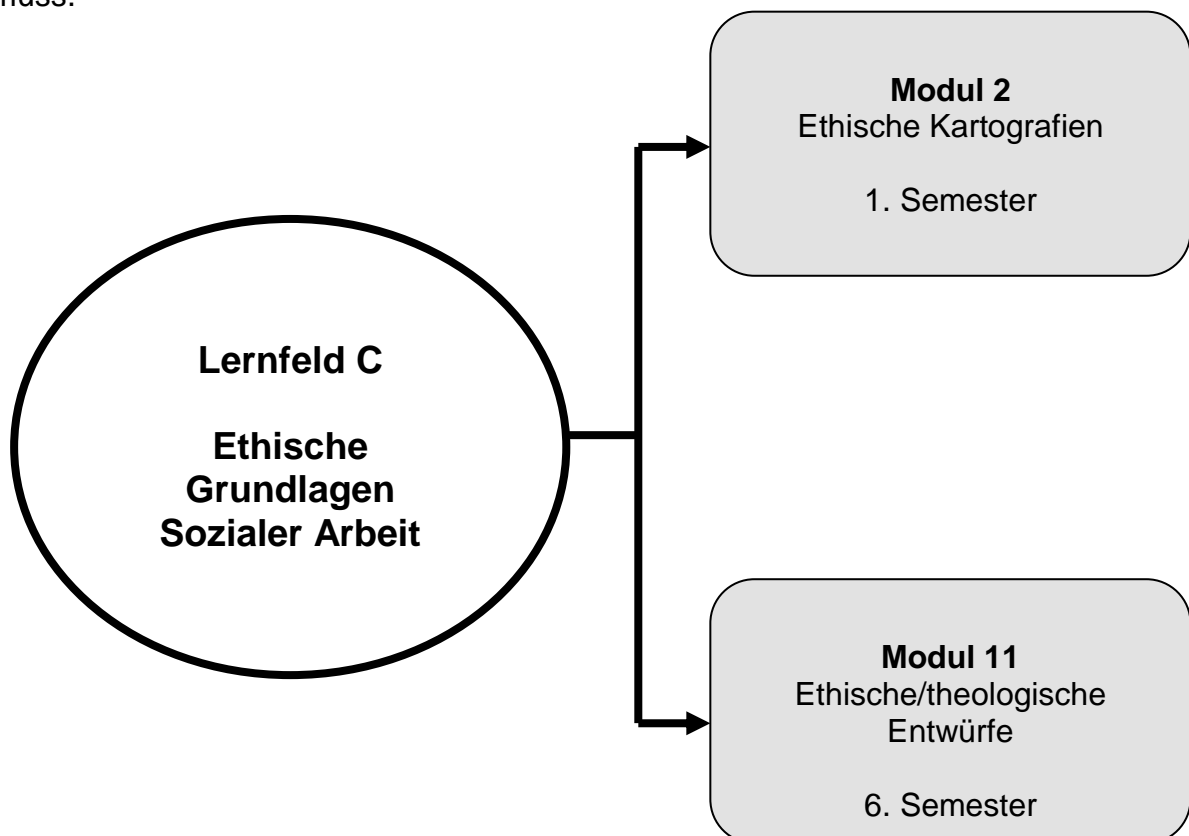 Modul 2
Ethische Kartografien
1. Semester
Lernfeld C
Ethische
Grundlagen
Sozialer Arbeit
Modul 11
Ethische/theologische
Entwürfe
6. Semester